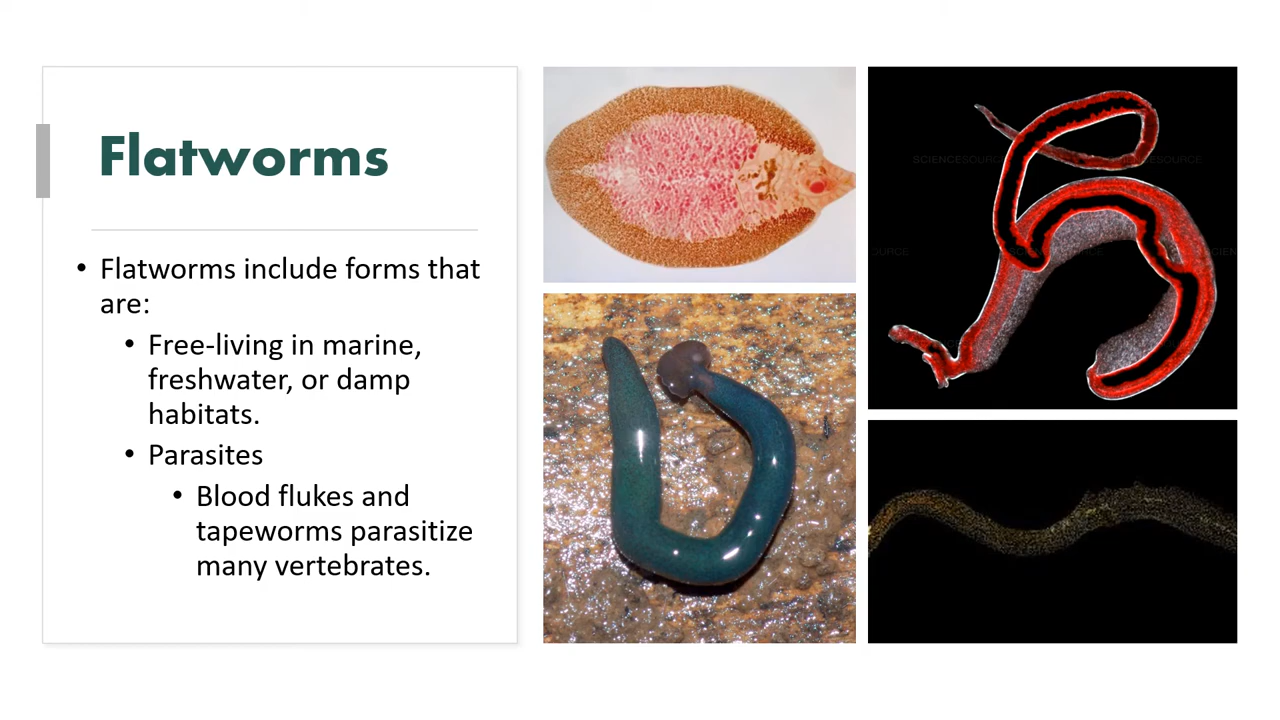 Flatworms
• Flatworms include forms that
are:
• Free-living in marine,
freshwater, or damp
habitats.
• Parasites
• Blood flukes and
tapeworms parasitize
many vertebrates.